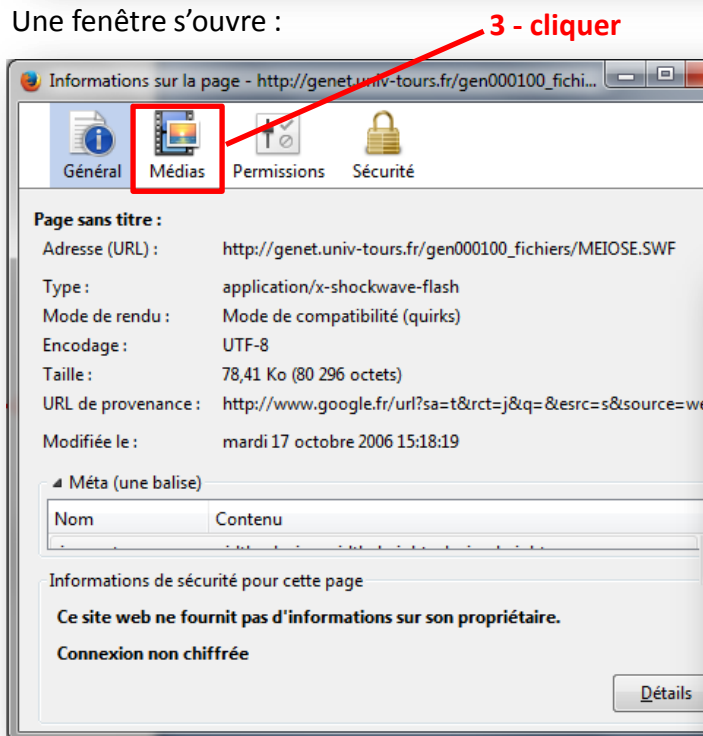 Une fenêtre s’ouvre :
3 - cliquer
Informations sur la page - http://genet.univ-tours.fr/gen000100_fichi...
Général Médias Permissions Sécurité
Page sans titre :
Adresse (URL) : http://genet.univ-tours.fr/gen000100_fichiers/MEIOSE.SWF
Type : application/x-shockwave-flash
Mode de rendu : Mode de compatibilité (quirks)
Encodage : UTF-8
Taille : 78,41 Ko (80 296 octets)
URL de provenance : http://www.google.fr/url?sa=t&rct=j&q=&esrc=s&source=we
Modifiée le : mardi 17 octobre 2006 15:18:19
Méta (une balise)
Nom Contenu
Informations de sécurité pour cette page
Ce site web ne fournit pas d'informations sur son propriétaire.
Connexion non chiffrée
Détails